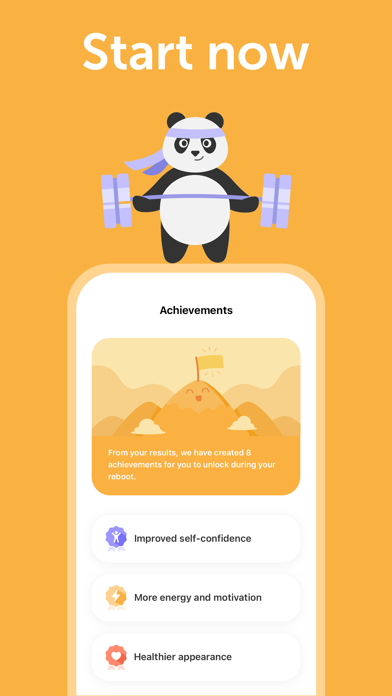 Start now
Achievements
From your results, we have created 8
achievements for you to unlock during your
reboot.
Improved self-confidence
More energy and motivation
Healthier appearance